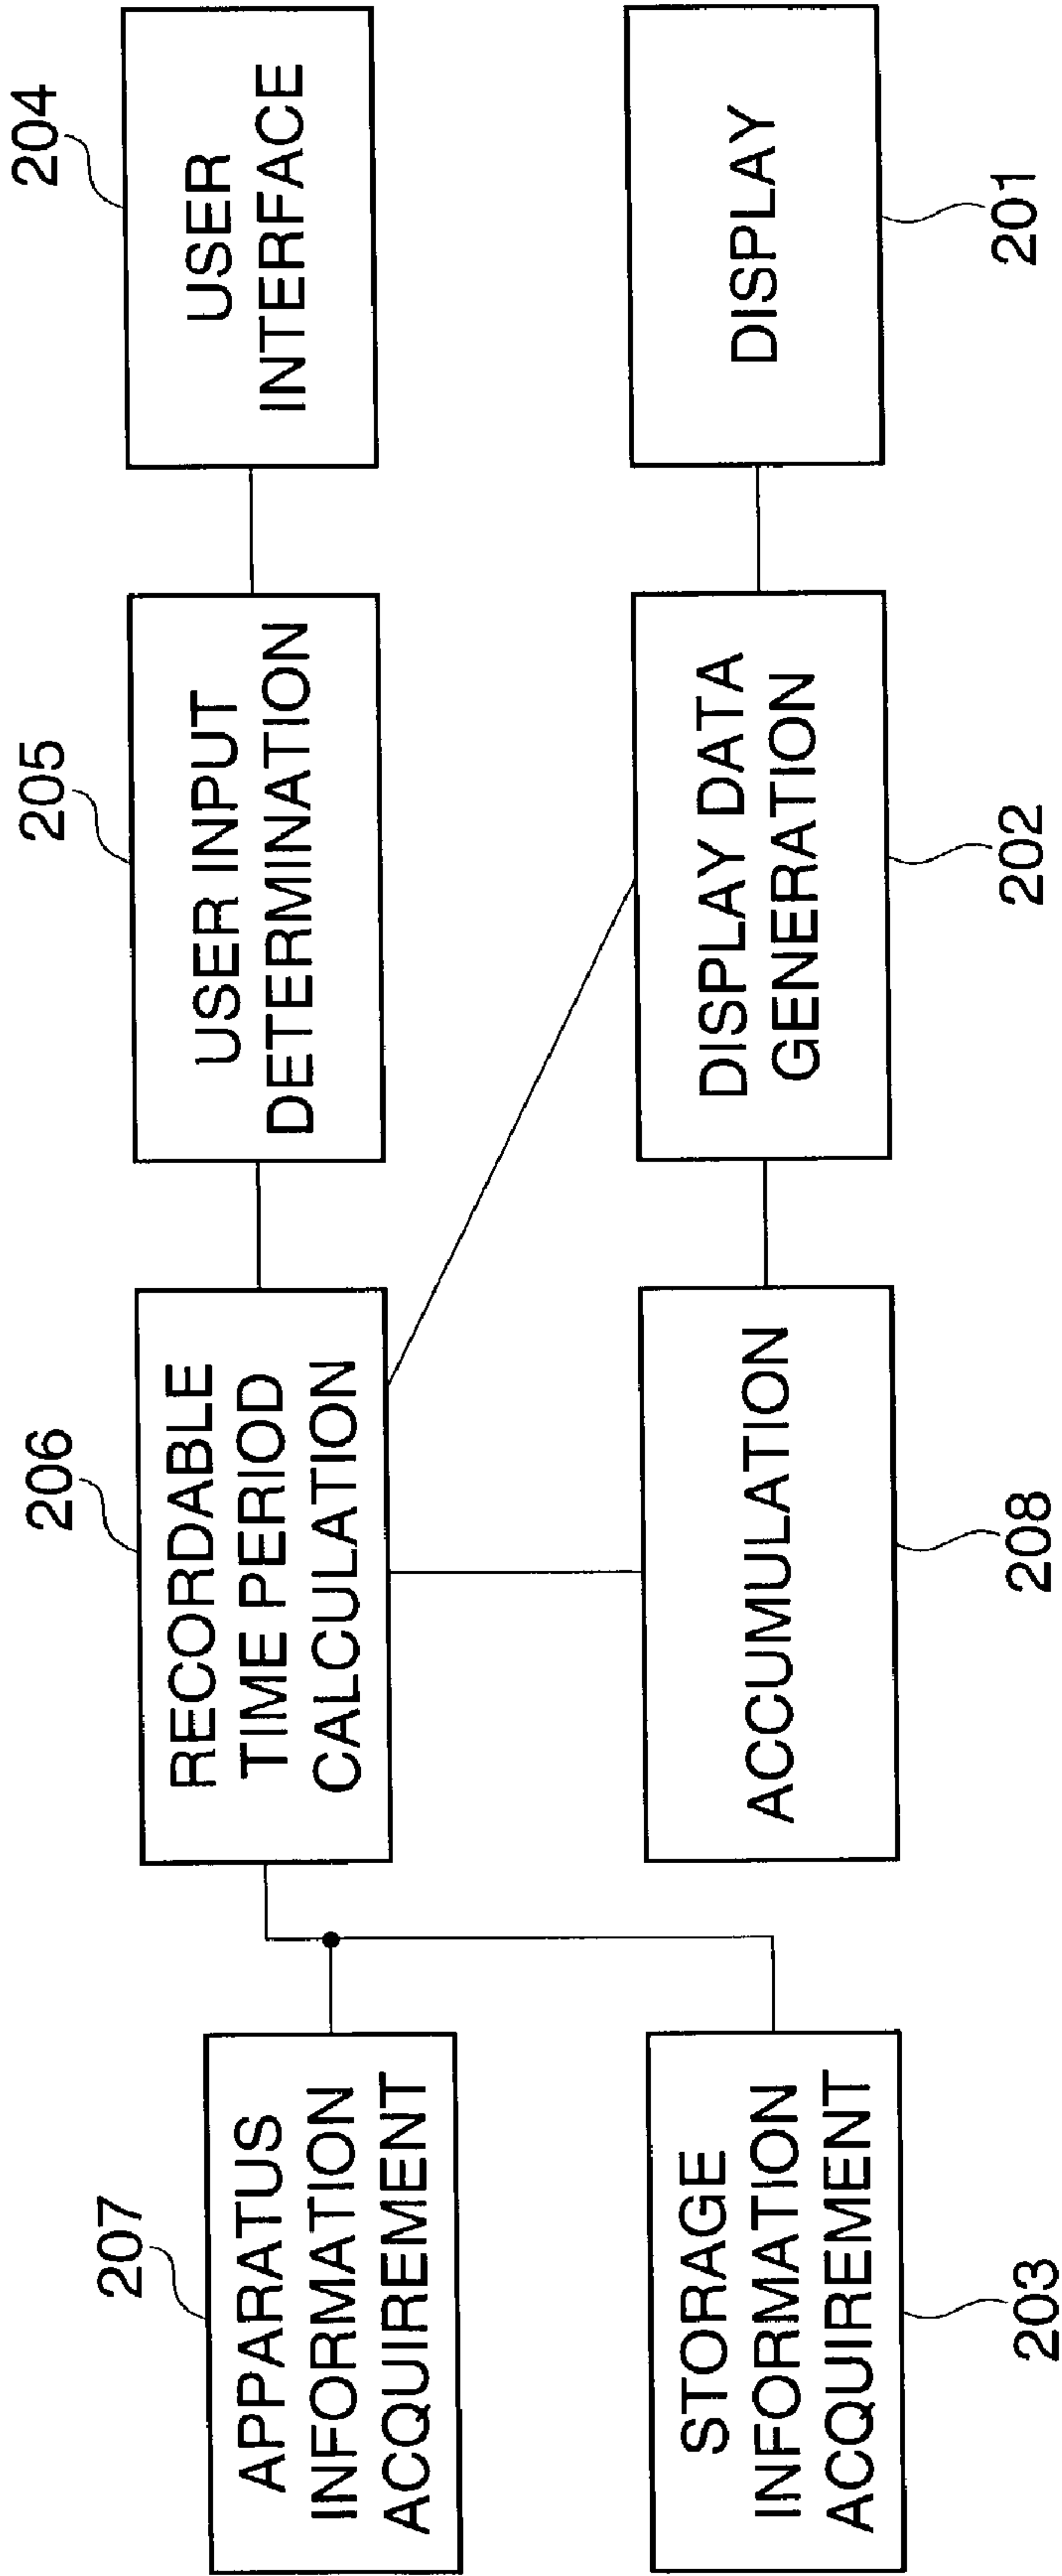 207
APPARATUS
INFORMATION
ACQUIREMENT
206
RECORDABLE
TIME PERIOD
CALCULATION
205
USER INPUT
DETERMINATION
204
USER
INTERFACE
STORAGE
INFORMATION
ACQUIREMENT
203
ACCUMULATION
208
DISPLAY DATA
GENERATION
202
DISPLAY
201